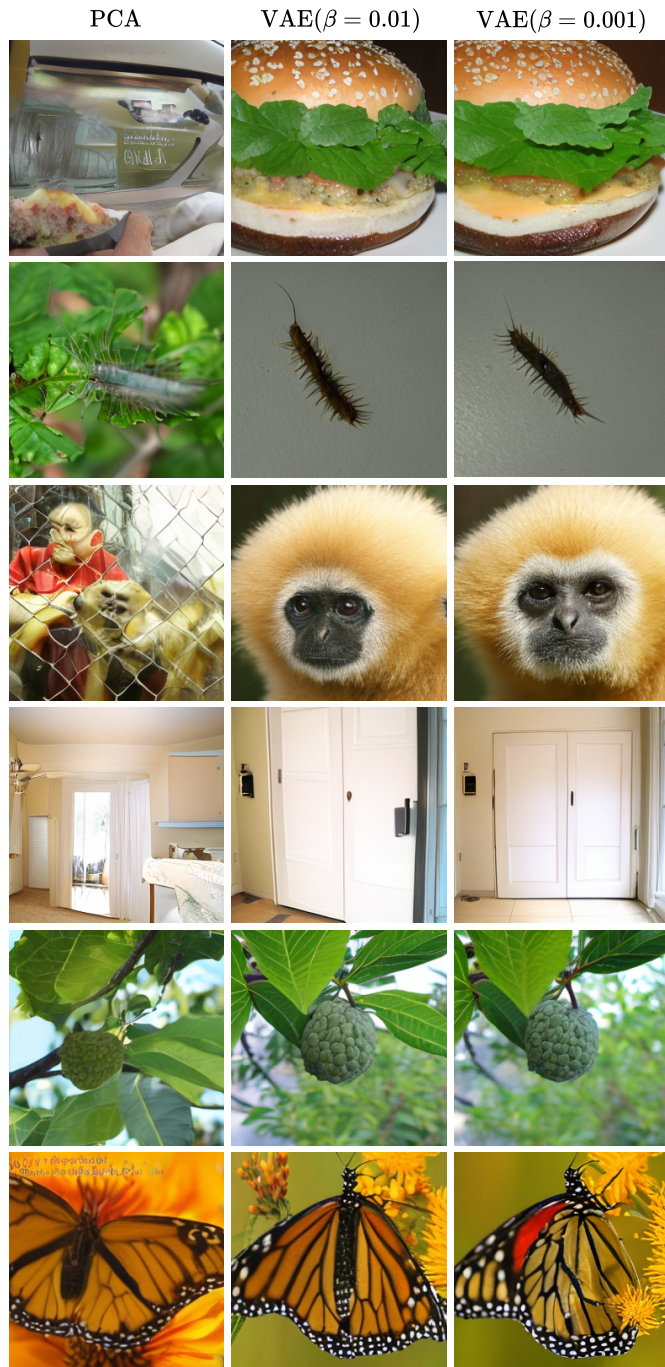 PCA
VAE(β = 0.01)
VAE(β = 0.001)